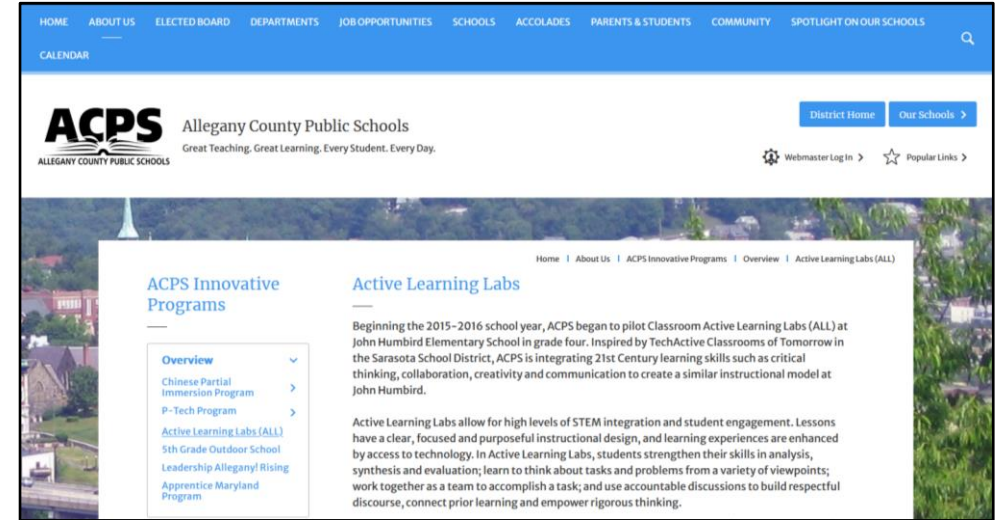 HOME ABOUT US ELECTED BOARD DEPARTMENTS JOB OPPORTUNITIES SCHOOLS ACCOLADES PARENTS & STUDENTS COMMUNITY SPOTLIGHT ON OUR SCHOOLS
CALENDAR
ACPS
ALLEGANY COUNTY PUBLIC SCHOOLS
Allegany County Public Schools
Great Teaching. Great Learning. Every Student. Every Day.
District Home
Our Schools >
Webmaster Log In >
Popular Links >
Home | About Us | ACPS Innovative Programs | Overview | Active Learning Labs (ALL)
ACPS Innovative
Programs
Overview
Chinese Partial
Immersion Program
P-Tech Program
Active Learning Labs (ALL)
5th Grade Outdoor School
Leadership Allegany! Rising
Apprentice Maryland
Program
Active Learning Labs
Beginning the 2015-2016 school year, ACPS began to pilot Classroom Active Learning Labs (ALL) at
John Humbird Elementary School in grade four. Inspired by TechActive Classrooms of Tomorrow in
the Sarasota School District, ACPS is integrating 21st Century learning skills such as critical
thinking, collaboration, creativity and communication to create a similar instructional model at
John Humbird.
Active Learning Labs allow for high levels of STEM integration and student engagement. Lessons
have a clear, focused and purposeful instructional design, and learning experiences are enhanced
by access to technology. In Active Learning Labs, students strengthen their skills in analysis,
synthesis and evaluation; learn to think about tasks and problems from a variety of viewpoints;
work together as a team to accomplish a task; and use accountable discussions to build respectful
discourse, connect prior learning and empower rigorous thinking.